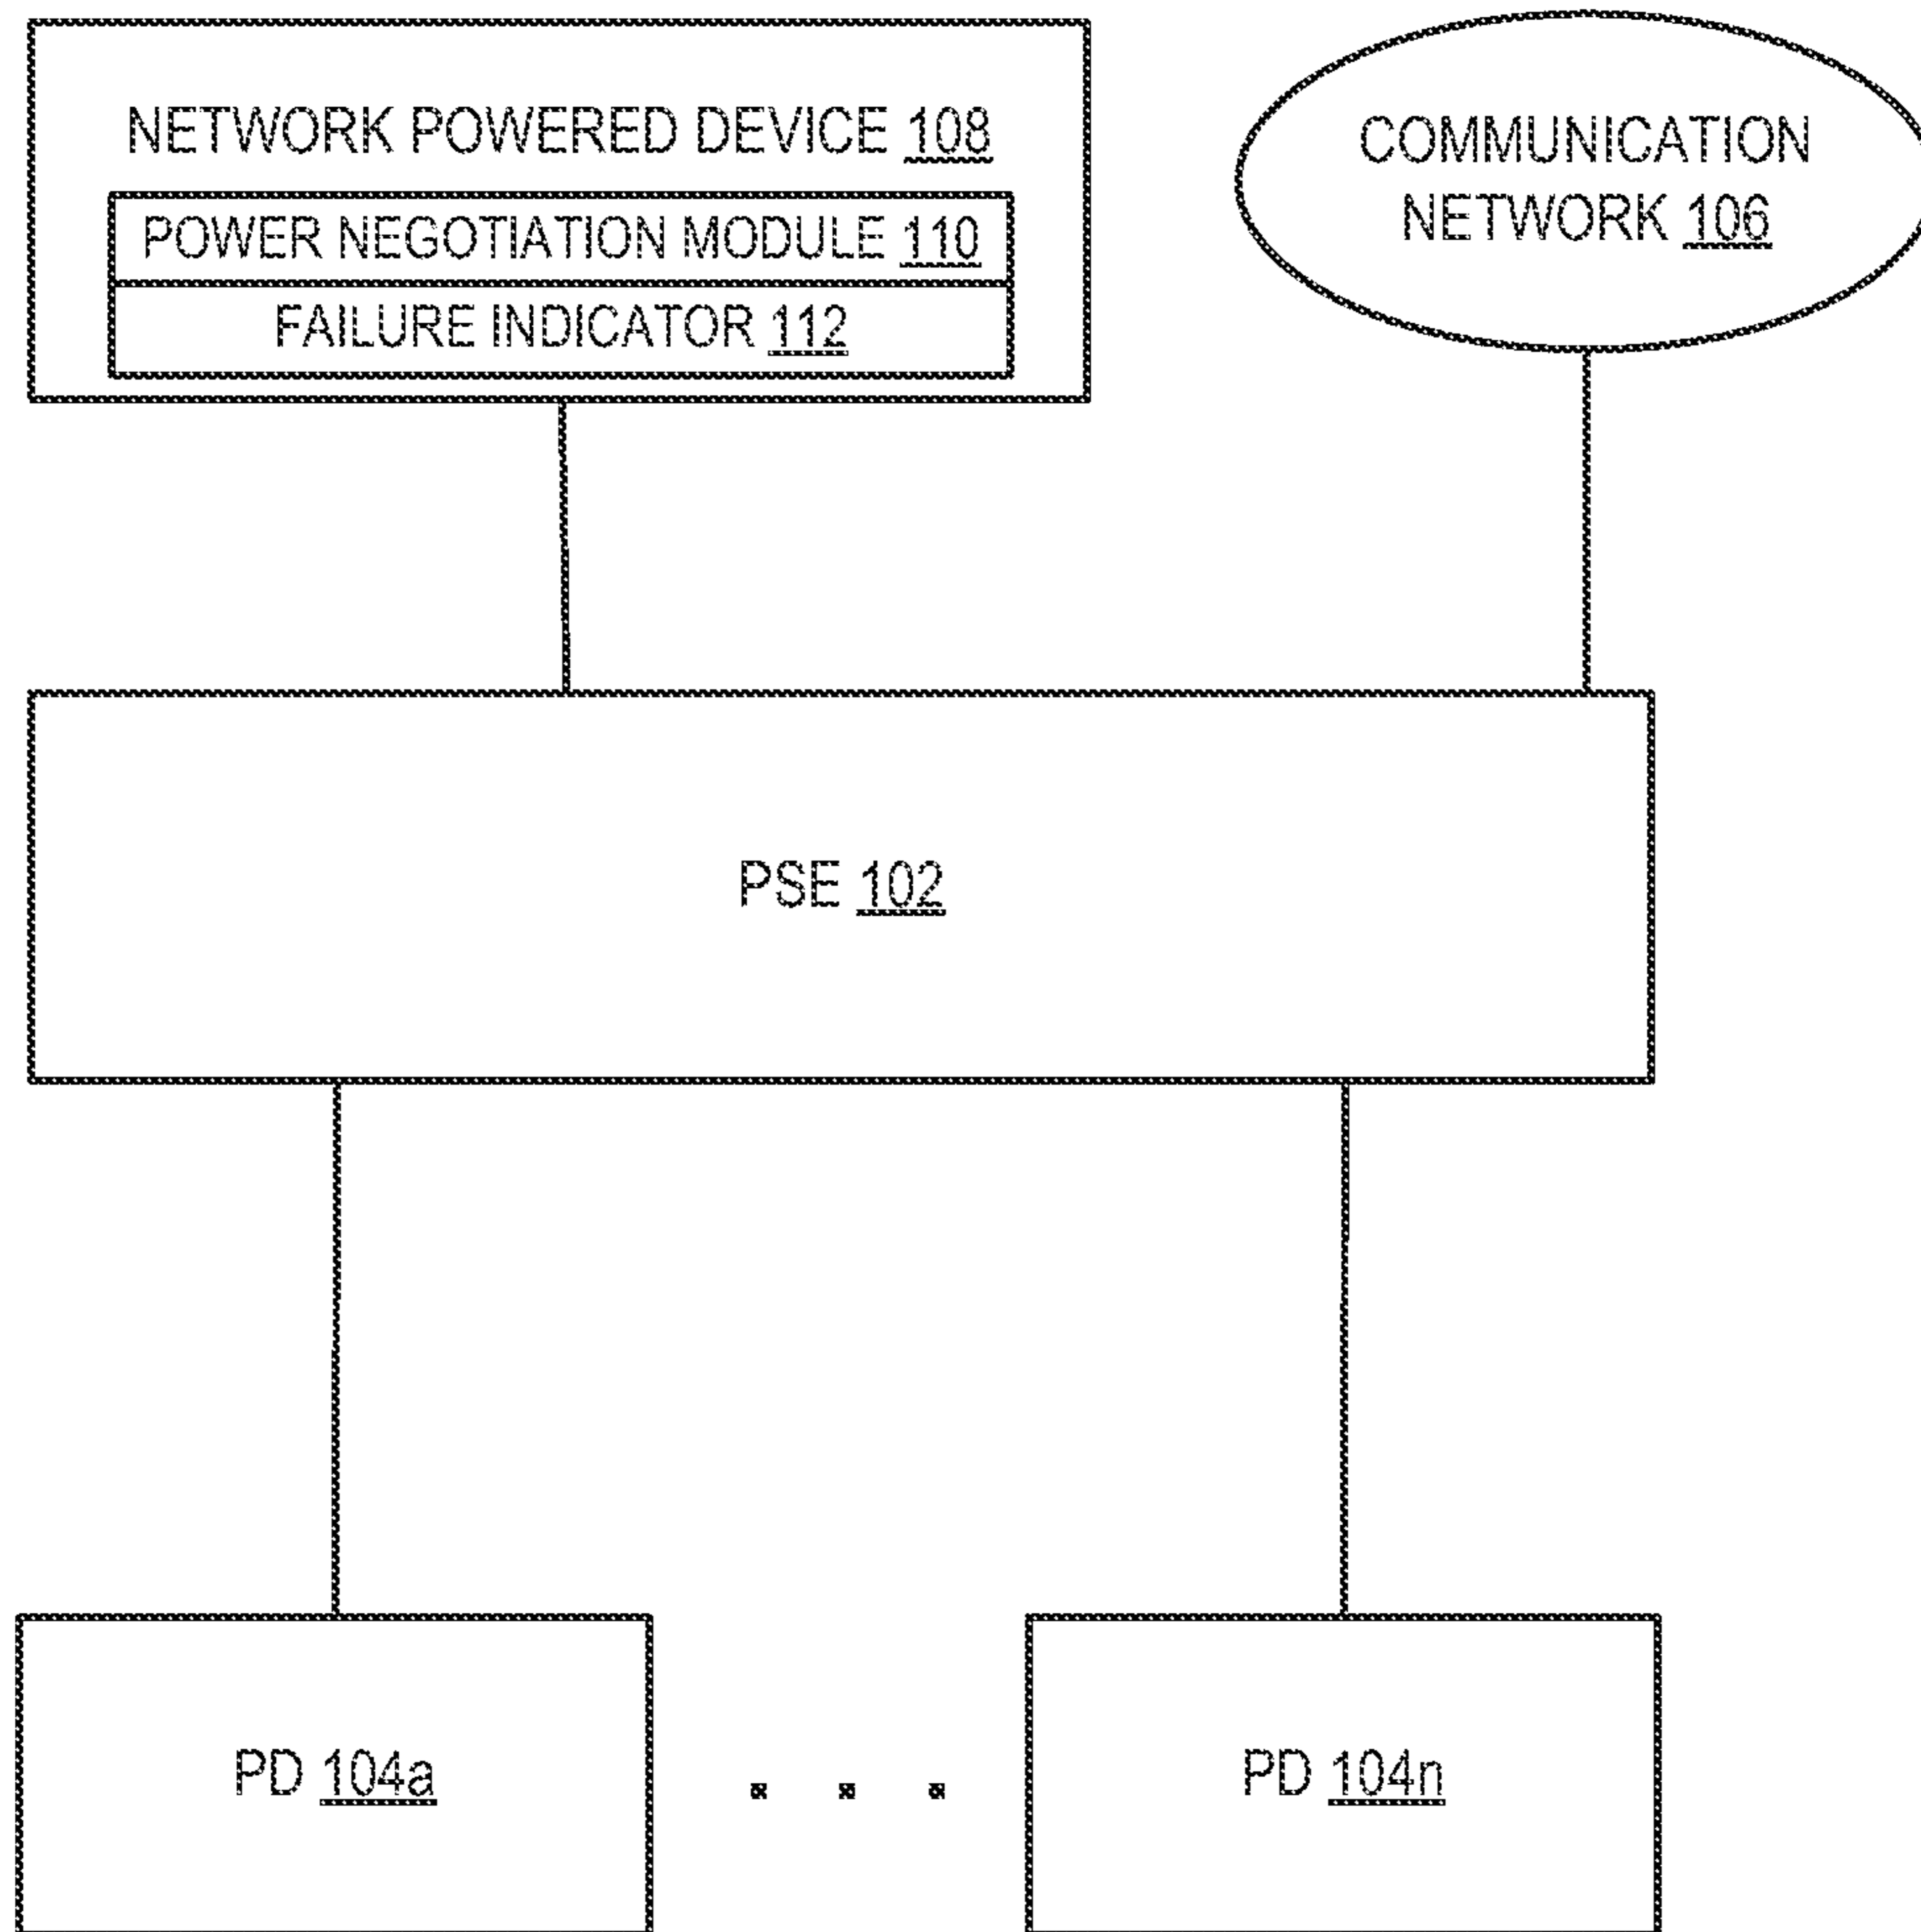 NETWORK POWERED DEVICE 108
POWER NEGOTIATION MODULE 110
FAILURE INDICATOR 112
COMMUNICATION
NETWORK 106
PSE 102
PD 104a
PD 104n